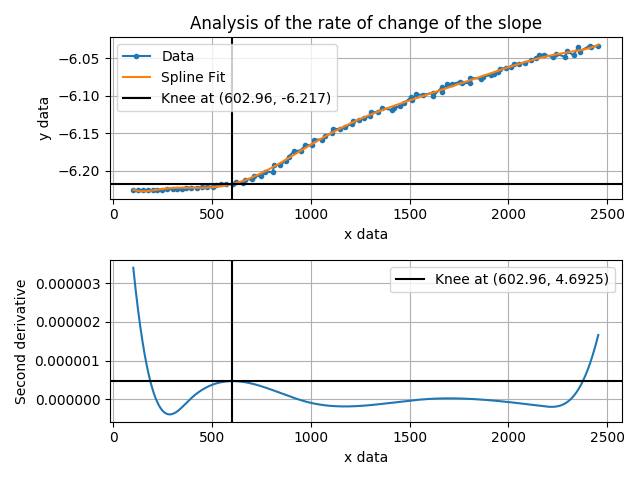 Analysis of the rate of change of the slope
Data
Spline Fit
Knee at (602.96, -6.217)
y data
−6.05
−6.10
−6.15
−6.20
0
500
1000
1500
2000
2500
x data
Knee at (602.96, 4.6925)
Second derivative
0.000003
0.000002
0.000001
0.000000
0
500
1000
1500
2000
2500
x data